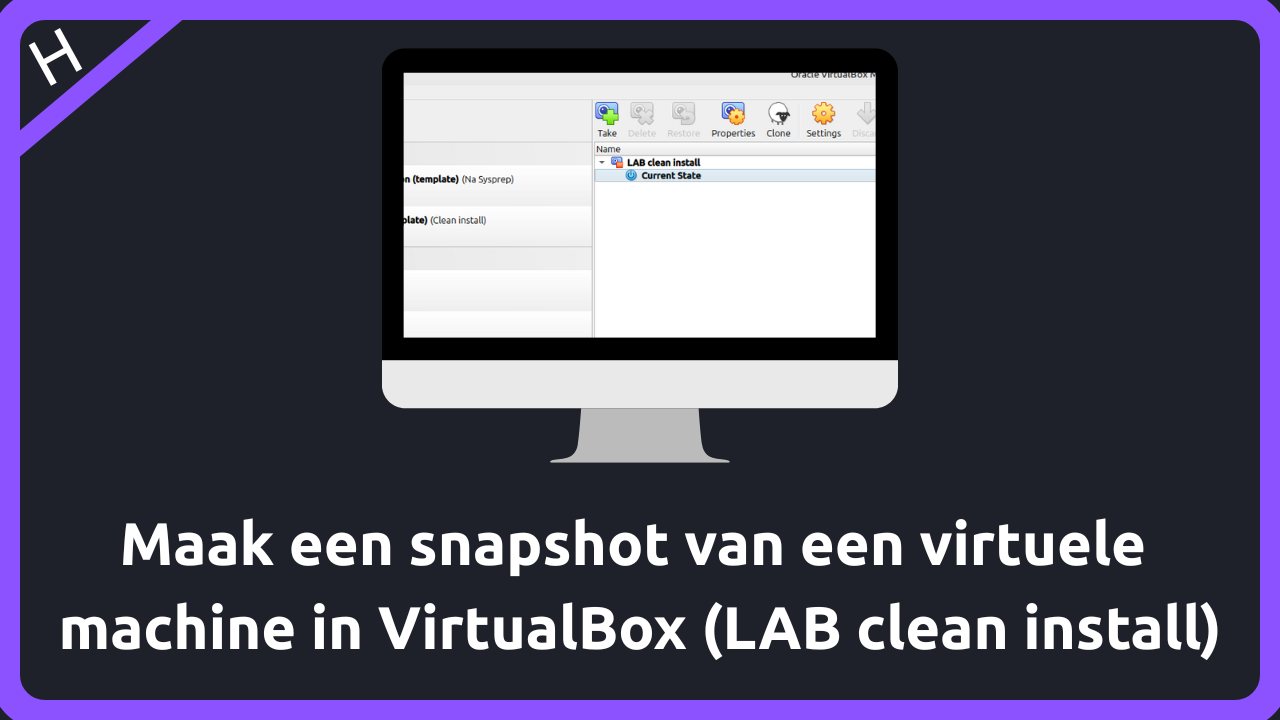 H
Oracle VirtualBox M
Take Delete Restore Properties Clone Settings Disca
Name
LAB clean install
Current State
n (template) (Na Sysprep)
plate) (Clean install)
Maak een snapshot van een virtuele
machine in VirtualBox (LAB clean install)